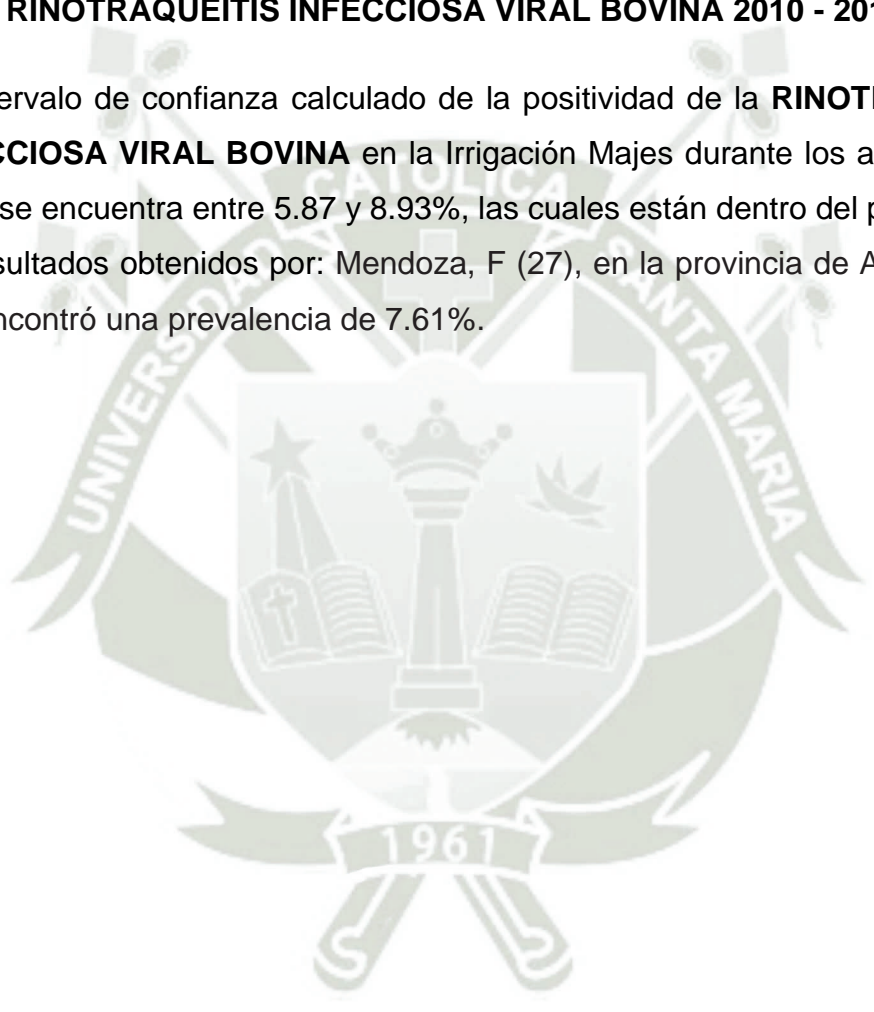 RINOTRAQUEITIS INFECCIOSA VIRAL BOVINA 2010 - 201
ervalo de confianza calculado de la positividad de la RINOT
CCIOSA VIRAL BOVINA en la Irrigación Majes durante los a
se encuentra entre 5.87 y 8.93%, las cuales están dentro del p
sultados obtenidos por: Mendoza, F (27), en la provincia de A
ncontró una prevalencia de 7.61%.
UNIVERSIDAD CATOLICA SANTA MARIA
1961